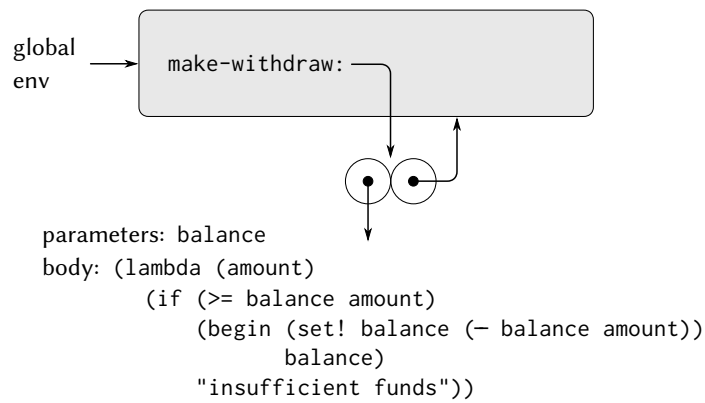 global
env
make-withdraw:
parameters: balance
body: (lambda (amount)
(if (>= balance amount)
(begin (set! balance (— balance amount))
balance)
"insufficient funds"))